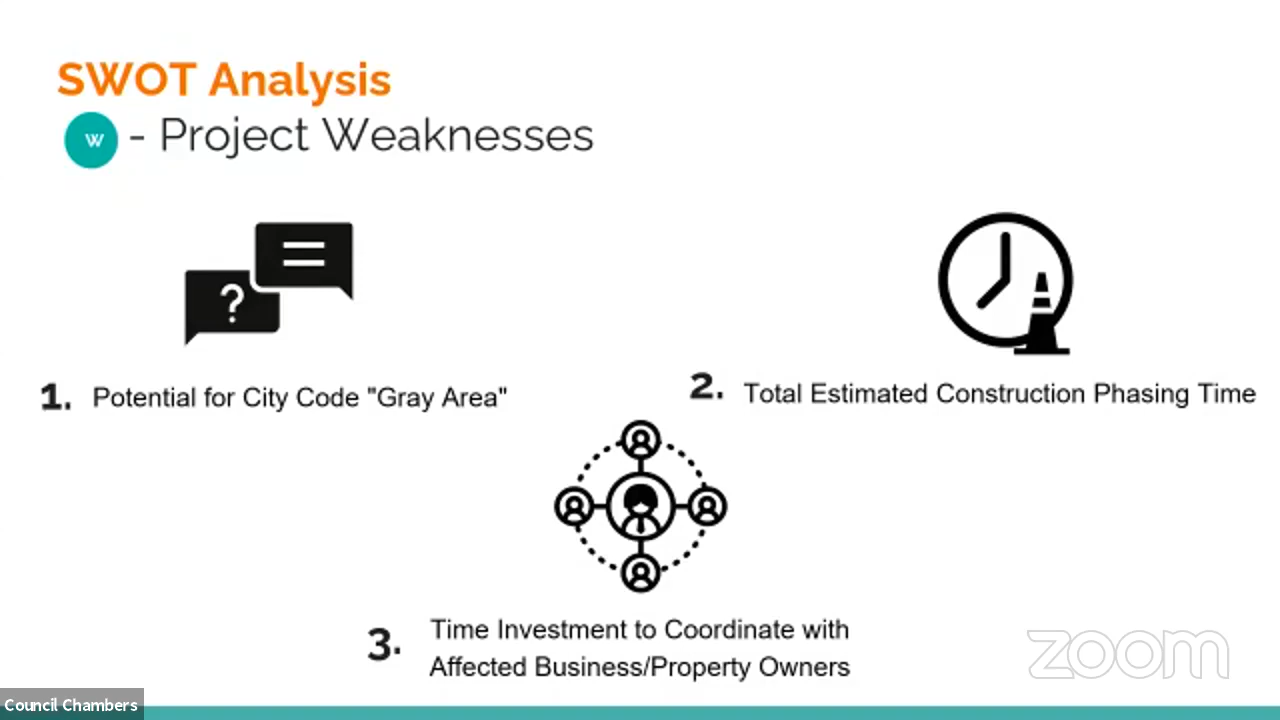 SWOT Analysis
W - Project Weaknesses
?
1. Potential for City Code "Gray Area"
2. Total Estimated Construction Phasing Time
3. Time Investment to Coordinate with
Affected Business/Property Owners
zoom
Council Chambers